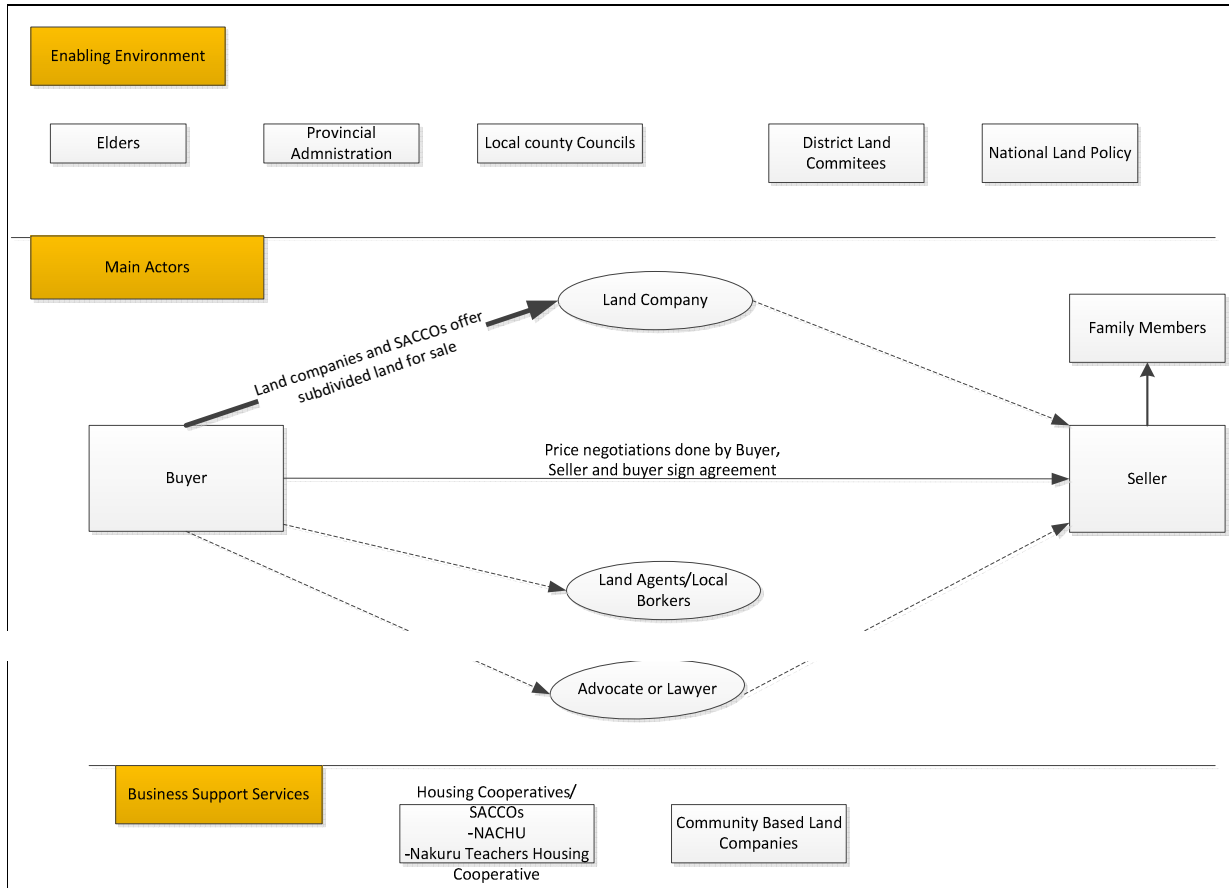 Enabling Environment
Elders
Provincial
Admnistration
Local county Councils
District Land
Commitees
National Land Policy
Main Actors
Land Company
Family Members
Land companies and SACCOs offer
subdivided land for sale
Buyer
Price negotiations done by Buyer,
Seller and buyer sign agreement
Seller
Land Agents/Local
Borkers
Advocate or Lawyer
Business Support Services
Housing Cooperatives/
SACCOs
-NACHU
-Nakuru Teachers Housing
Cooperative
Community Based Land
Companies